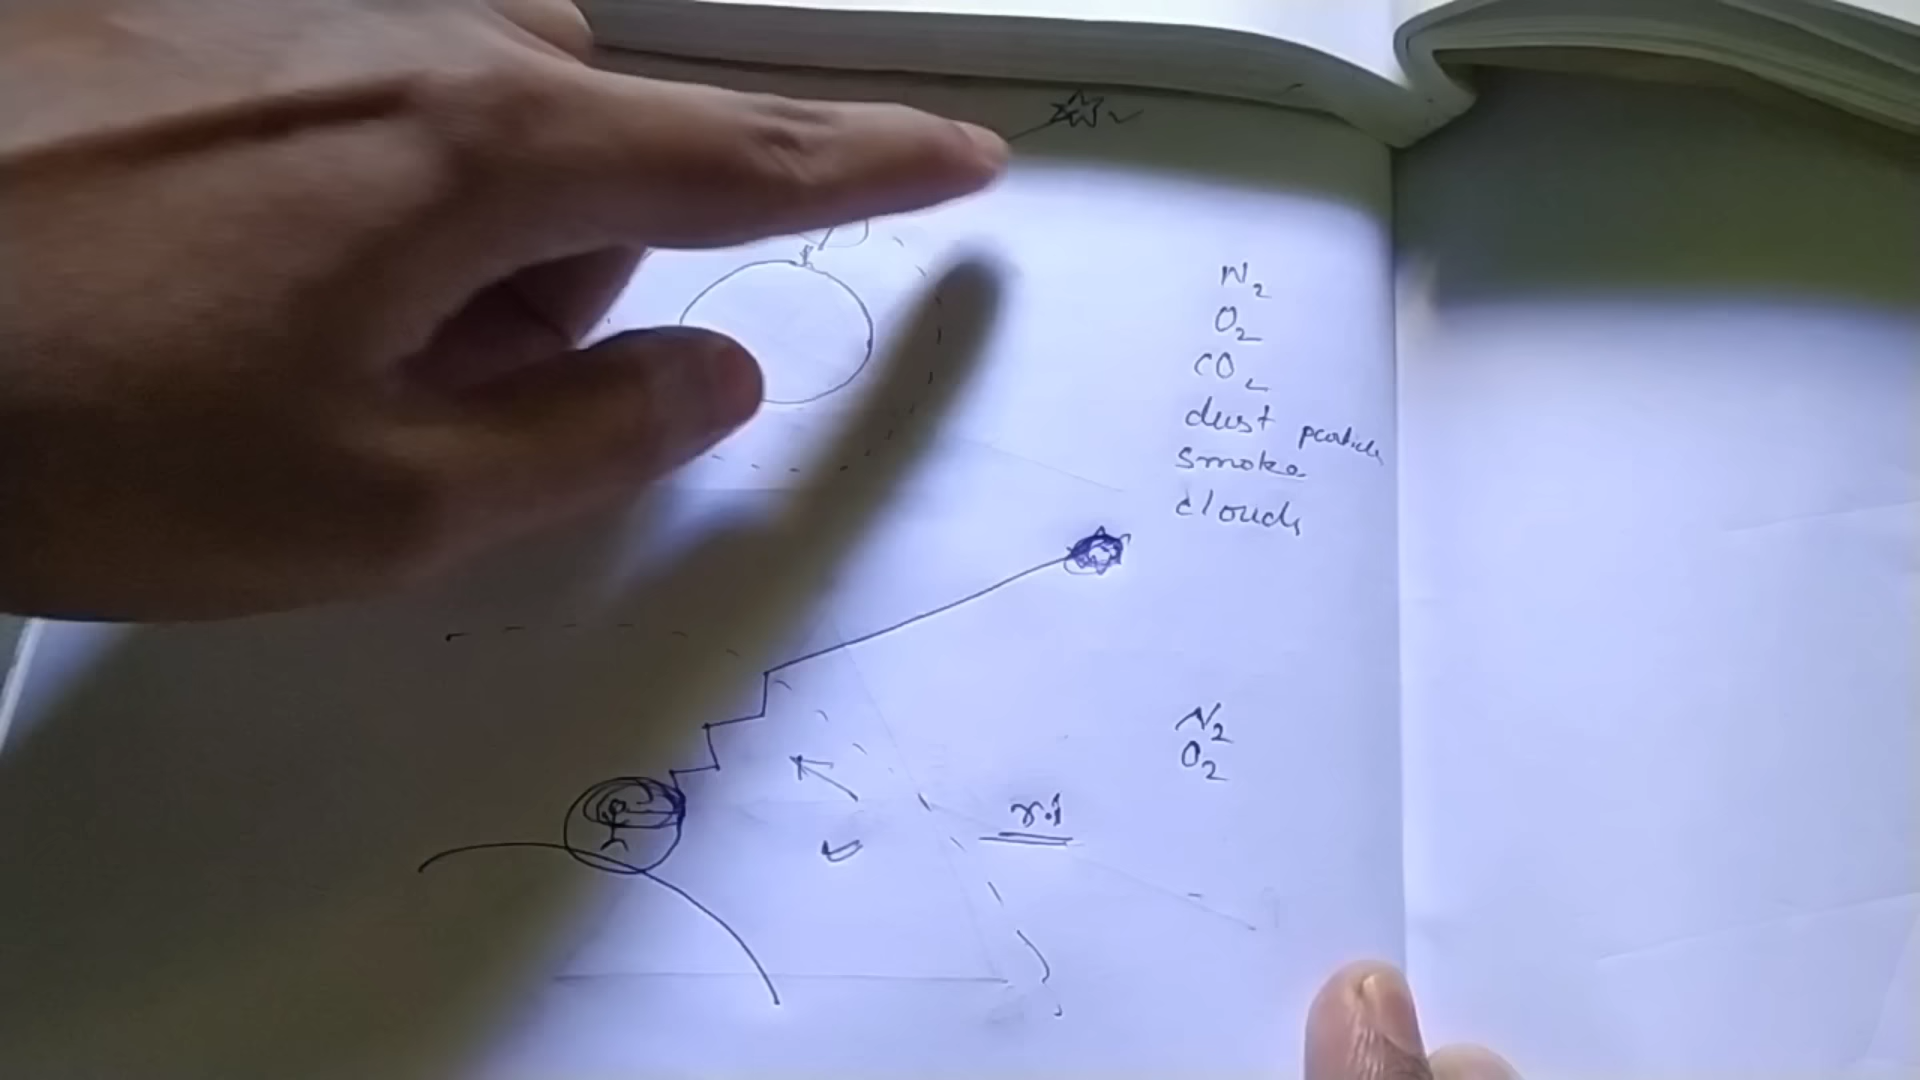 N2
O2
CO2
dust particle
smoke
clouds
N2
O2
r.i